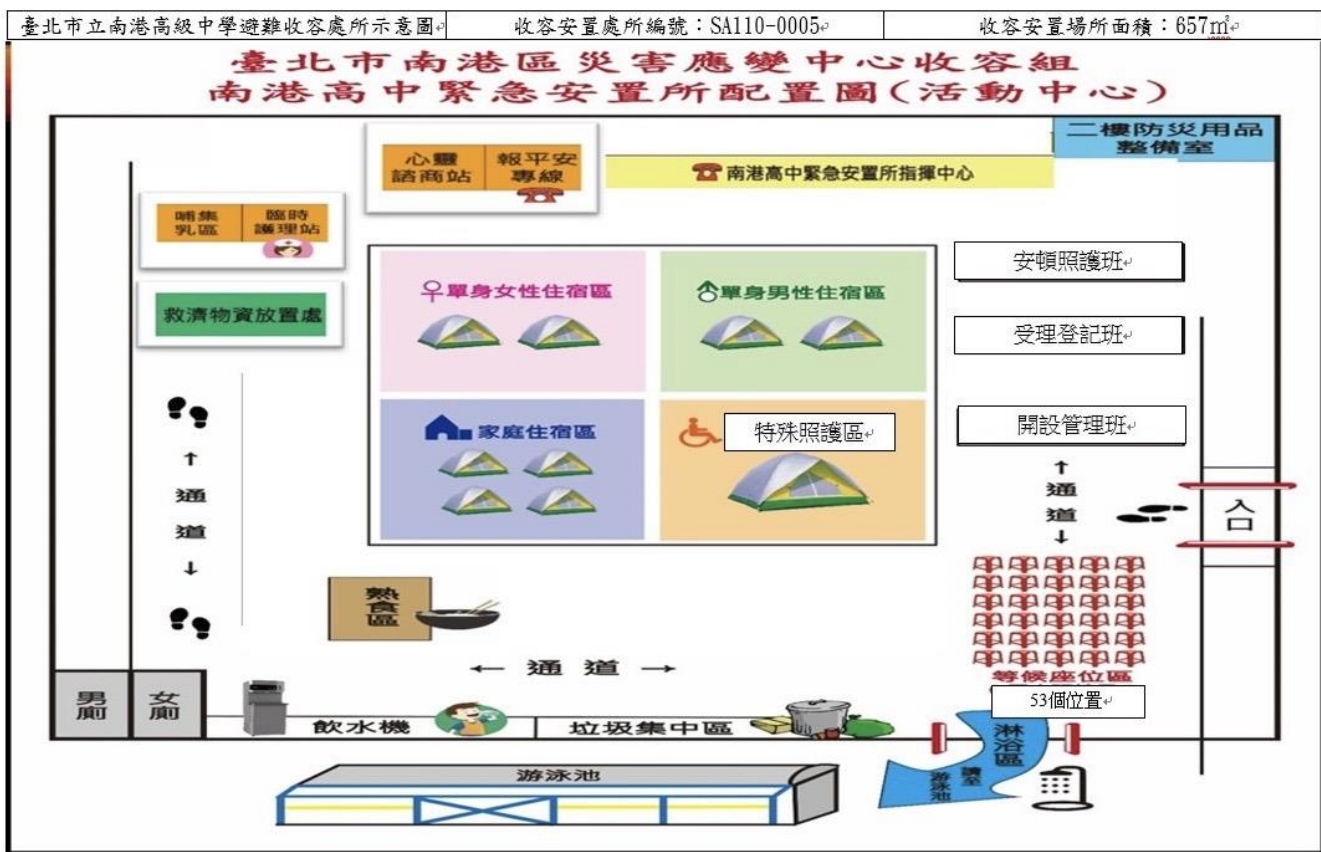 臺北市立南港高級中學避難收容處所示意圖
收容安置處所編號：SA110-0005
收容安置場所面積：657㎡
臺北市南港區災害應變中心收容組
南港高中緊急安置所配置圖(活動中心)
二樓防災用品
整備室
心靈
諮商站
報平安
專線
南港高中緊急安置所指揮中心
哺集
乳區
臨時
護理站
救濟物資放置處
單身女性住宿區
單身男性住宿區
安頓照護班
受理登記班
開設管理班
家庭住宿區
特殊照護區
↑
通
道
↓
↑
通
道
↓
入口
熟食區
← 通 道 →
等候座位區
53個位置
男廁
女廁
飲水機
垃圾集中區
淋浴區
請至
游泳池
游泳池